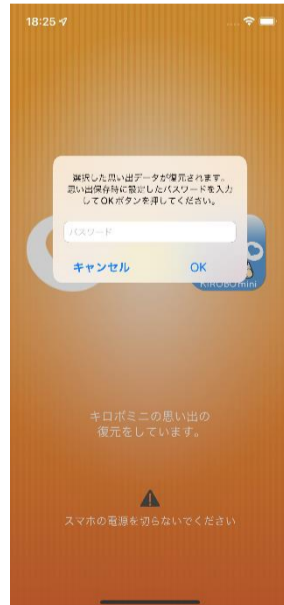 18:25
選択した思い出データが復元されます。
思い出保存時に設定したパスワードを入力
してOKボタンを押してください。
パスワード
キャンセル
OK
KIROBO mini
キロボミニの思い出の
復元をしています。
スマホの電源を切らないでください